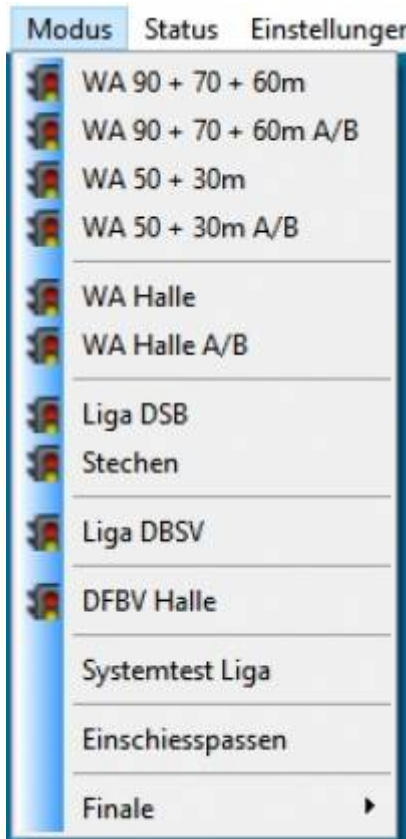 Modus Status Einstellungen
WA 90 + 70 + 60m
WA 90 + 70 + 60m A/B
WA 50 + 30m
WA 50 + 30m A/B
WA Halle
WA Halle A/B
Liga DSB
Stechen
Liga DBSV
DFBV Halle
Systemtest Liga
Einschiesspassen
Finale